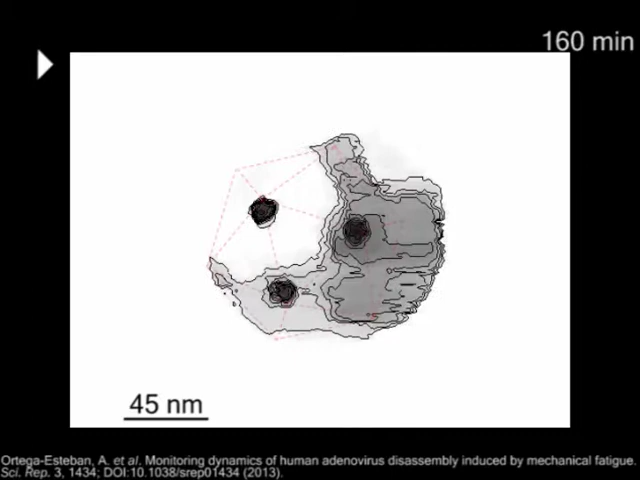 160 min
45 nm
Ortega-Esteban, A. et al. Monitoring dynamics of human adenovirus disassembly induced by mechanical fatigue.
Sci. Rep. 3, 1434; DOI:10.1038/srep01434 (2013).